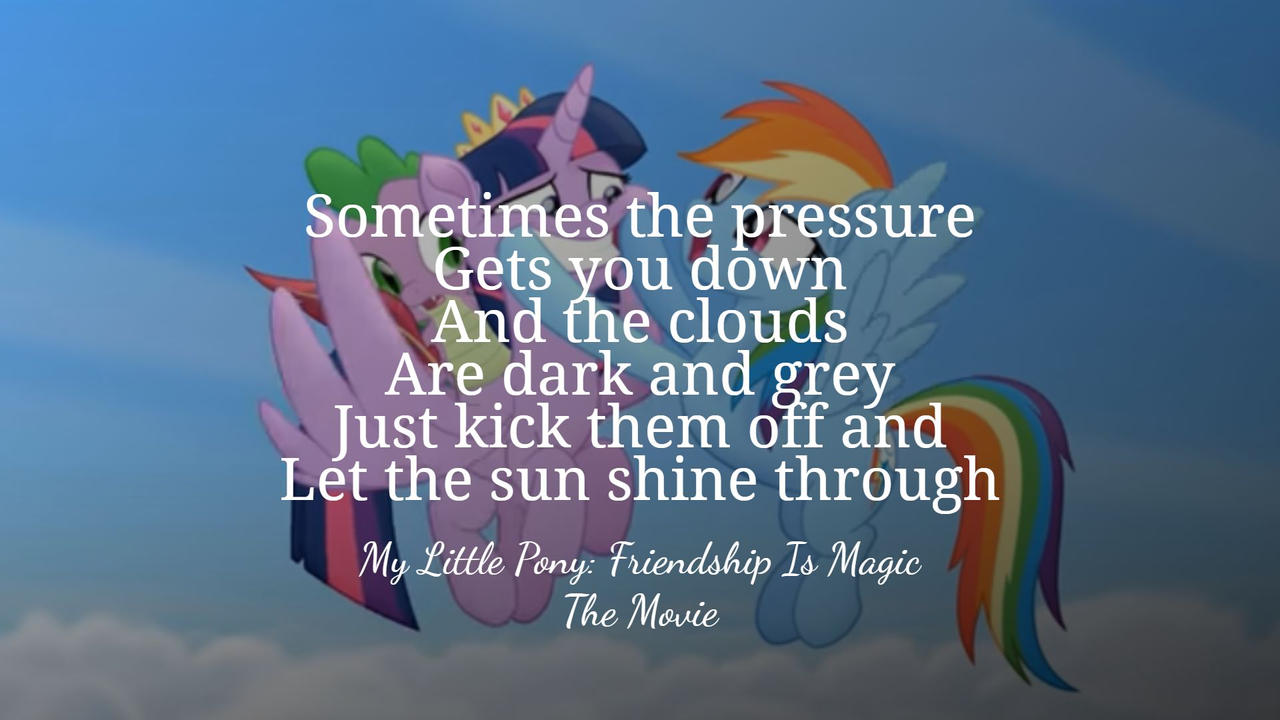 Sometimes the pressure
Gets you down
And the clouds
Are dark and grey
Just kick them off and
Let the sun shine through
My Little Pony: Friendship Is Magic
The Movie